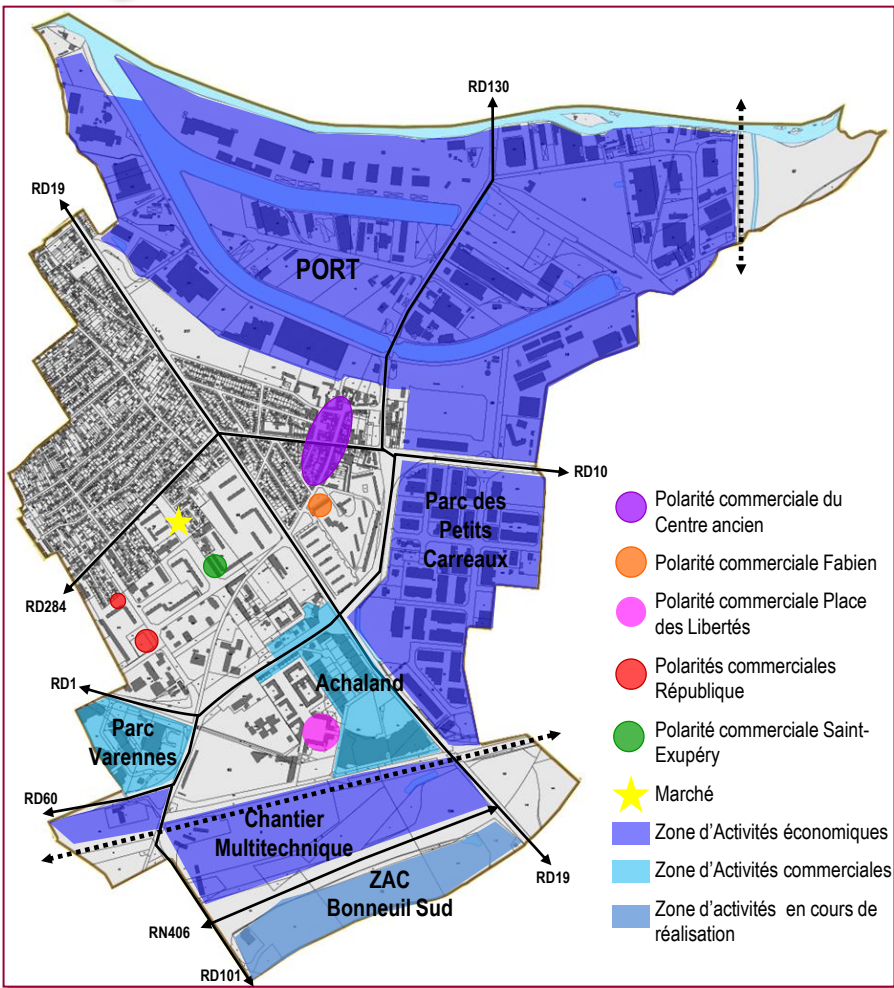 RD130
RD19
PORT
RD10
Parc des
Petits
Carreaux
RD284
RD1
Achaland
Parc
Varennes
RD60
Chantier
Multitechnique
ZAC
Bonneuil Sud
RD19
RN406
RD101
Polarité commerciale du
Centre ancien
Polarité commerciale Fabien
Polarité commerciale Place
des Libertés
Polarités commerciales
République
Polarité commerciale Saint-
Exupéry
Marché
Zone d'Activités économiques
Zone d'Activités commerciales
Zone d'activités en cours de
réalisation